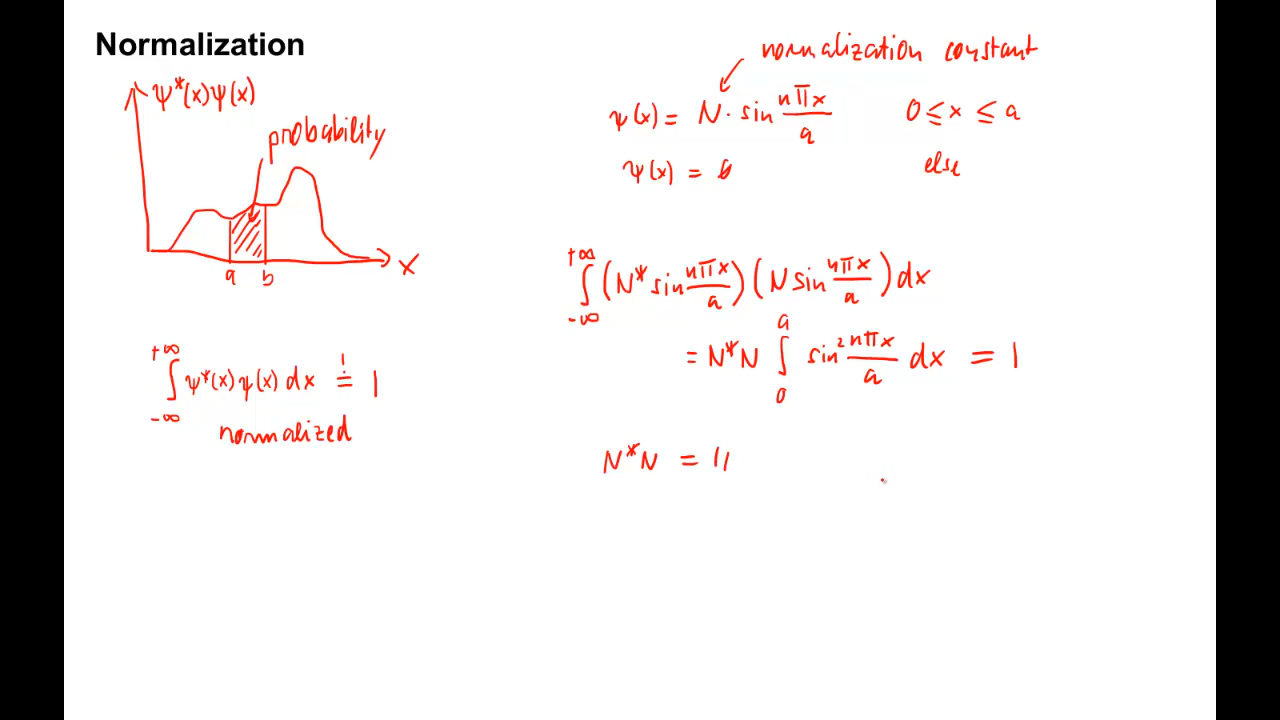 Normalization
ψ*(x)ψ(x)
probability
a b x
+∞
∫ ψ*(x) ψ(x) dx ≐ 1
-∞
normalized
normalization constant
ψ(x) = N · sin nπx/a 0 ≤ x ≤ a
ψ(x) = 0 else
+∞
∫ (N* sin nπx/a) (N sin nπx/a) dx
-∞
a
= N*N ∫ sin² nπx/a dx = 1
0
N*N = 1/